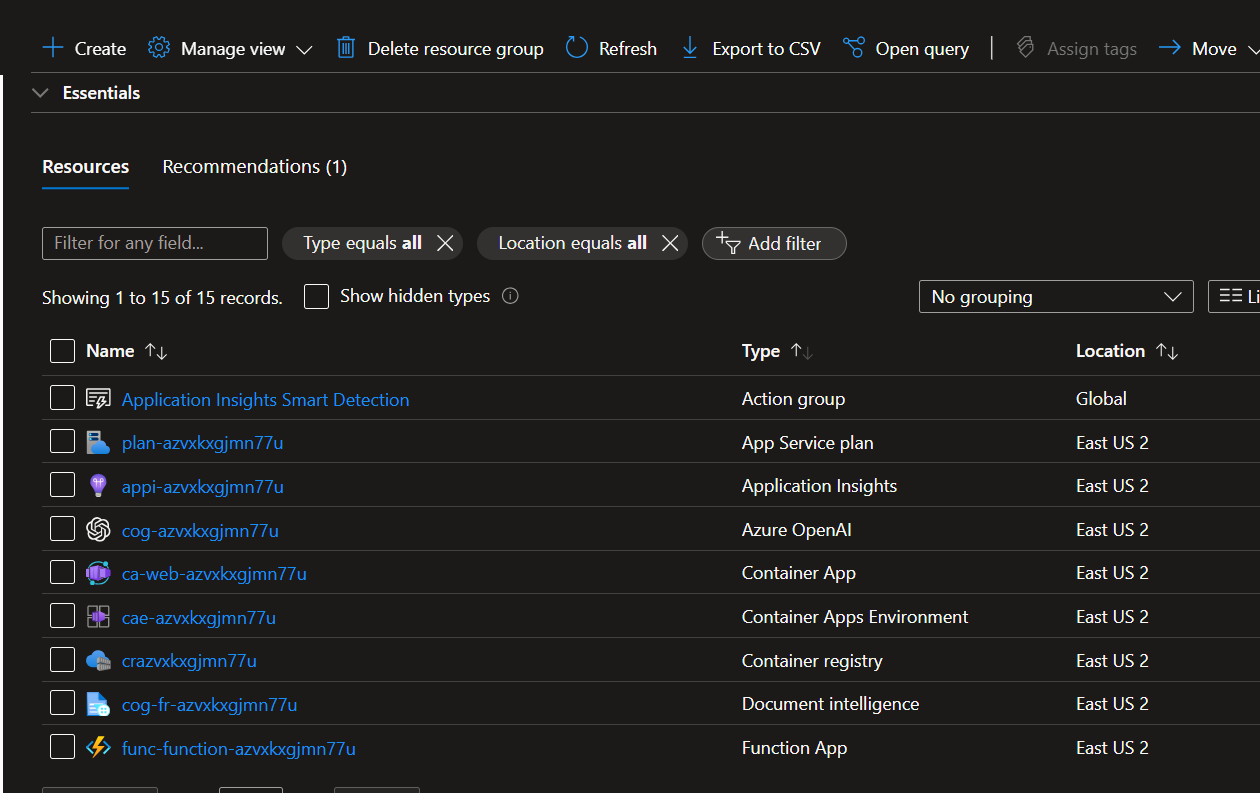 Create Manage view Delete resource group Refresh Export to CSV Open query Assign tags Move
Essentials
Resources Recommendations (1)
Filter for any field... Type equals all Location equals all Add filter
Showing 1 to 15 of 15 records. Show hidden types No grouping Li
Name Type Location
Application Insights Smart Detection Action group Global
plan-azvxkxgjmn77u App Service plan East US 2
appi-azvxkxgjmn77u Application Insights East US 2
cog-azvxkxgjmn77u Azure OpenAI East US 2
ca-web-azvxkxgjmn77u Container App East US 2
cae-azvxkxgjmn77u Container Apps Environment East US 2
crazvxkxgjmn77u Container registry East US 2
cog-fr-azvxkxgjmn77u Document intelligence East US 2
func-function-azvxkxgjmn77u Function App East US 2